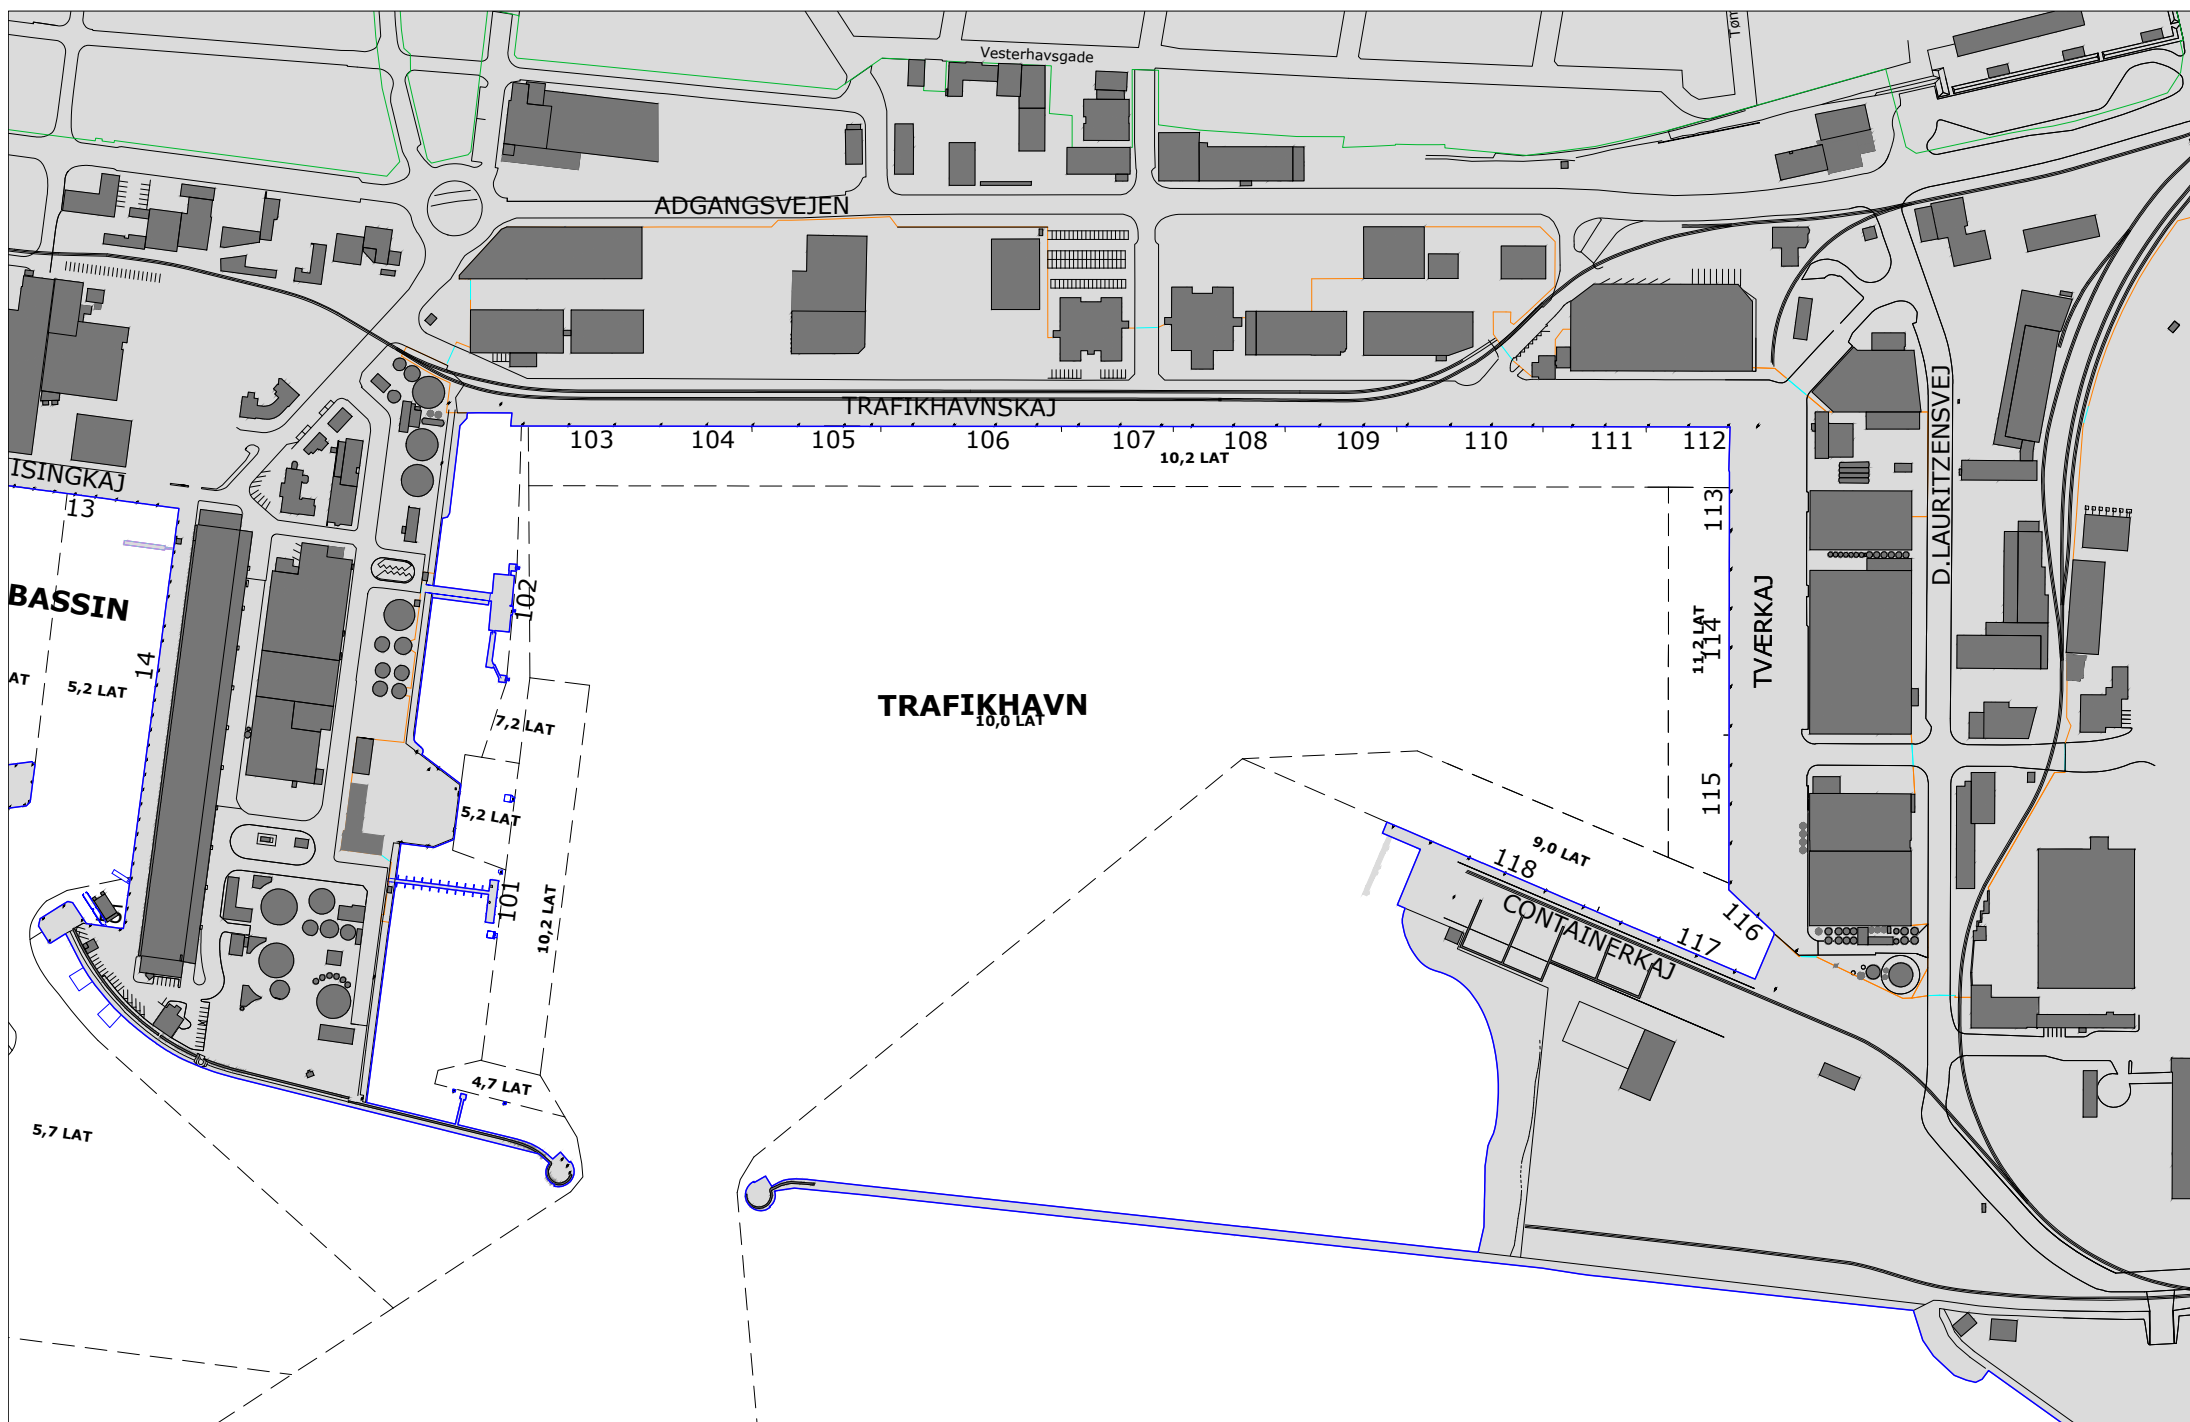 Vesterhavsgade
ADGANGSVEJEN
TRAFIKHAVNSKAJ
103
104
105
106
107
108
109
110
111
112
10,2 LAT
ISINGKAJ
13
BASSIN
14
AT
5,2 LAT
102
7,2 LAT
5,2 LAT
101
10,2 LAT
4,7 LAT
5,7 LAT
TRAFIKHAVN
10,0 LAT
113
11,2 LAT
114
TVÆRKAJ
115
D.LAURITZENSVEJ
9,0 LAT
118
CONTAINERKAJ
117
116